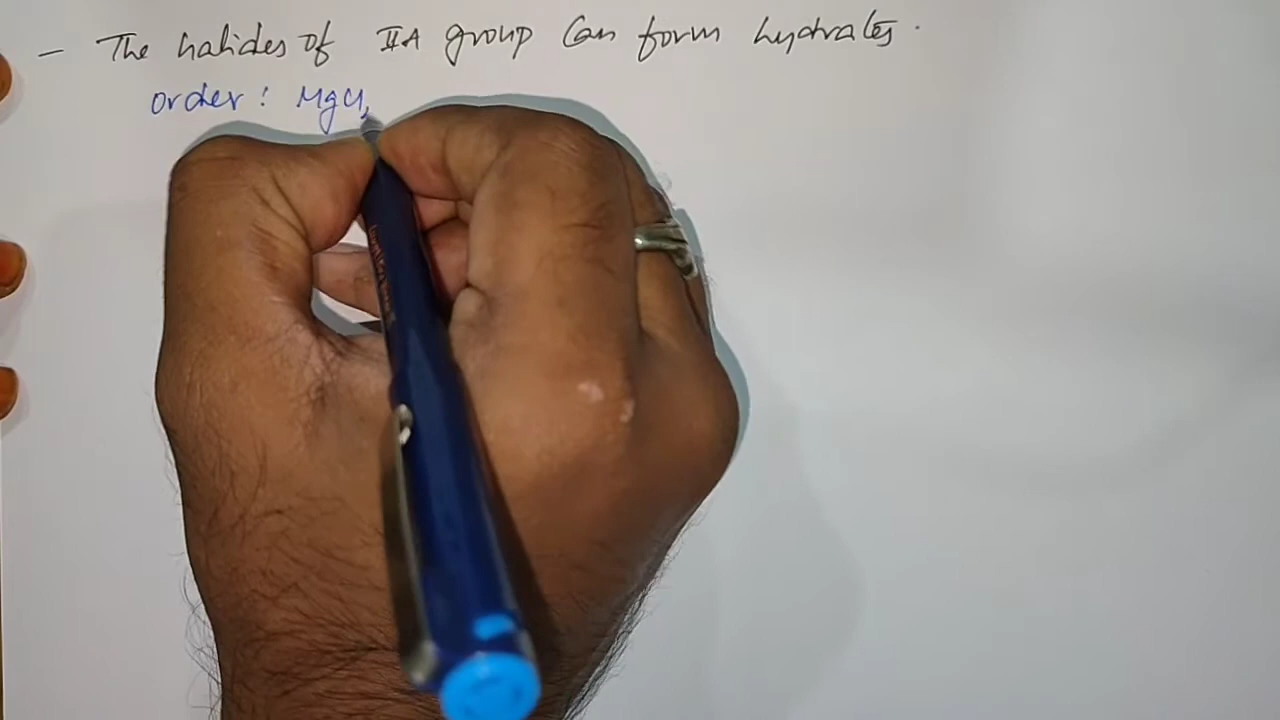 - The halides of IIA group can form hydrates.
order : MgCl2